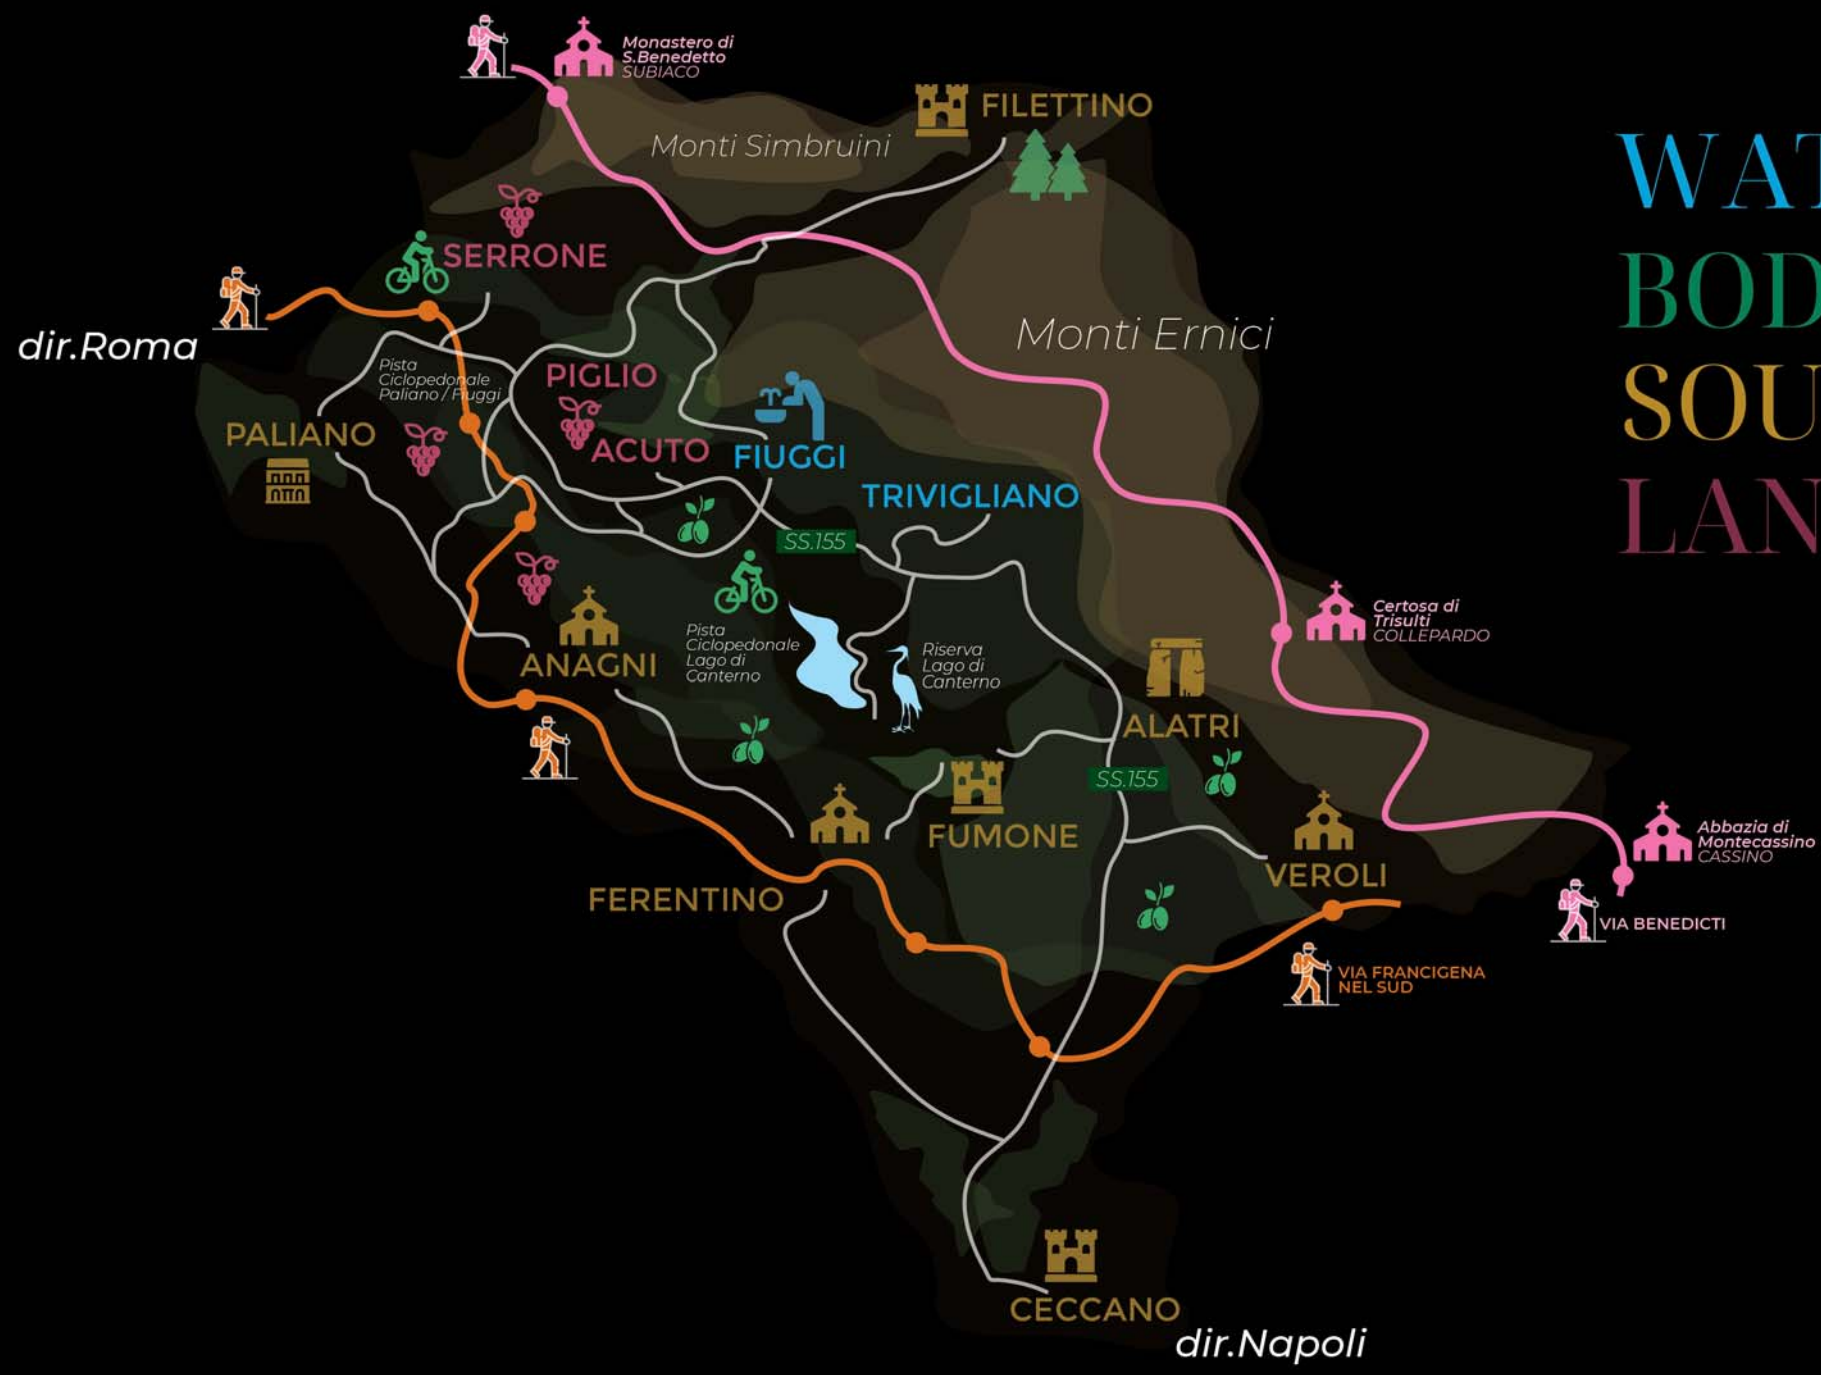 Monastero di
S.Benedetto
SUBIACO
FILETTINO
Monti Simbruini
SERRONE
dir.Roma
Monti Ernici
Pista
Ciclopedonale
Paliano / Fiuggi
PIGLIO
PALIANO
ACUTO
FIUGGI
TRIVIGLIANO
SS.155
Pista
Ciclopedonale
Lago di
Canterno
Riserva
Lago di
Canterno
ANAGNI
Certosa di
Trisulti
COLLEPARDO
ALATRI
SS.155
FUMONE
FERENTINO
VEROLI
Abbazia di
Montecassino
CASSINO
VIA BENEDICTI
VIA FRANCIGENA
NEL SUD
CECCANO
dir.Napoli
WAT
BOD
SOU
LAN